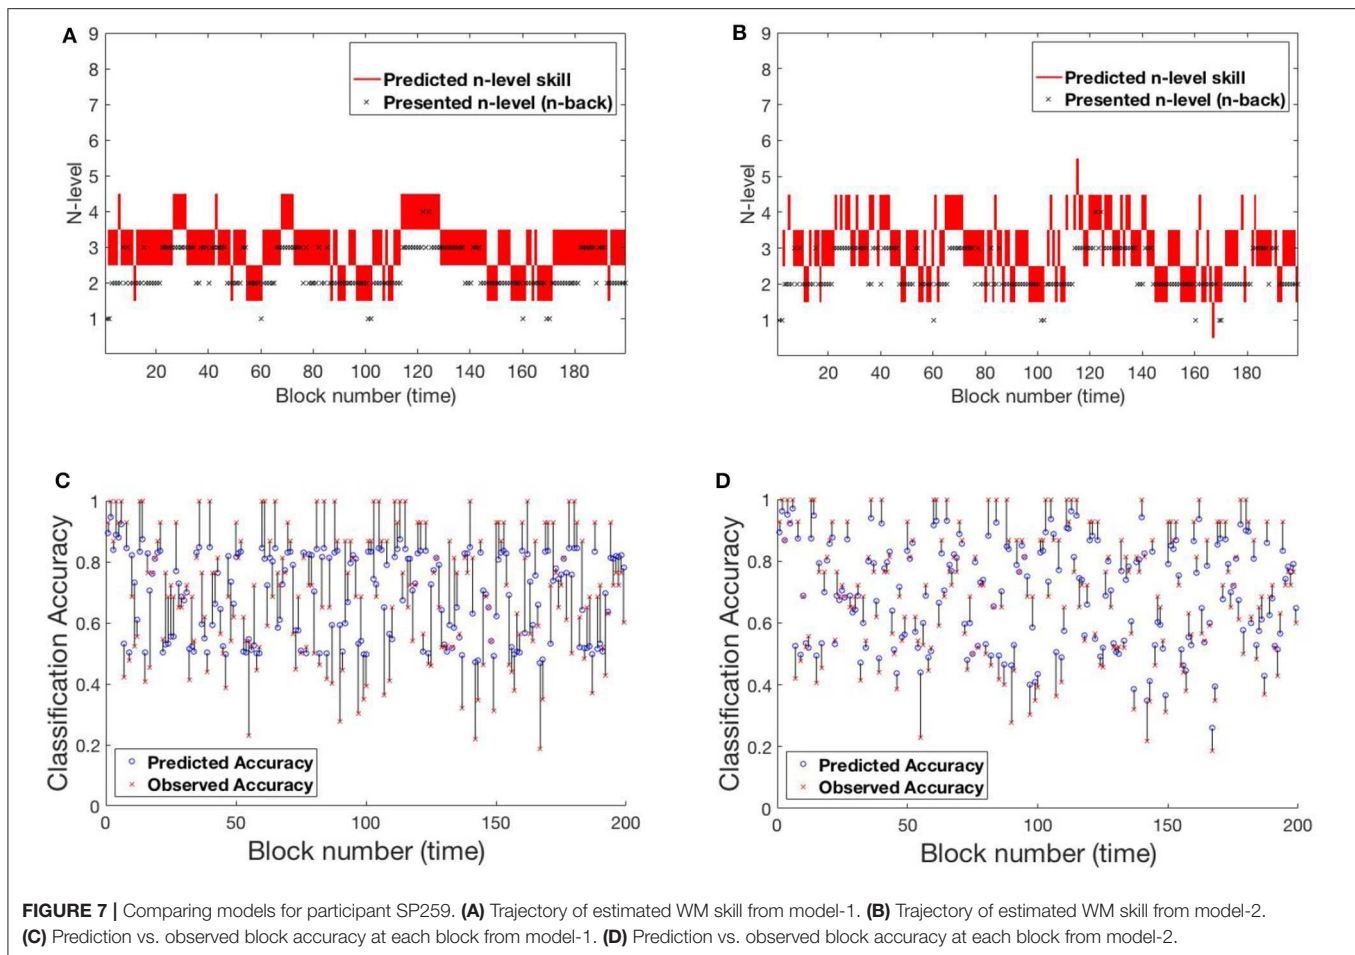 A
9
8
7
6
5
4
3
2
1
N-level
Predicted n-level skill
Presented n-level (n-back)
20 40 60 80 100 120 140 160 180
Block number (time)
B
9
8
7
6
5
4
3
2
1
N-level
Predicted n-level skill
Presented n-level (n-back)
20 40 60 80 100 120 140 160 180
Block number (time)
C
1
0.8
0.6
0.4
0.2
0
Classification Accuracy
Predicted Accuracy
Observed Accuracy
0 50 100 150 200
Block number (time)
D
1
0.8
0.6
0.4
0.2
0
Classification Accuracy
Predicted Accuracy
Observed Accuracy
0 50 100 150 200
Block number (time)
FIGURE 7 | Comparing models for participant SP259. (A) Trajectory of estimated WM skill from model-1. (B) Trajectory of estimated WM skill from model-2.
(C) Prediction vs. observed block accuracy at each block from model-1. (D) Prediction vs. observed block accuracy at each block from model-2.